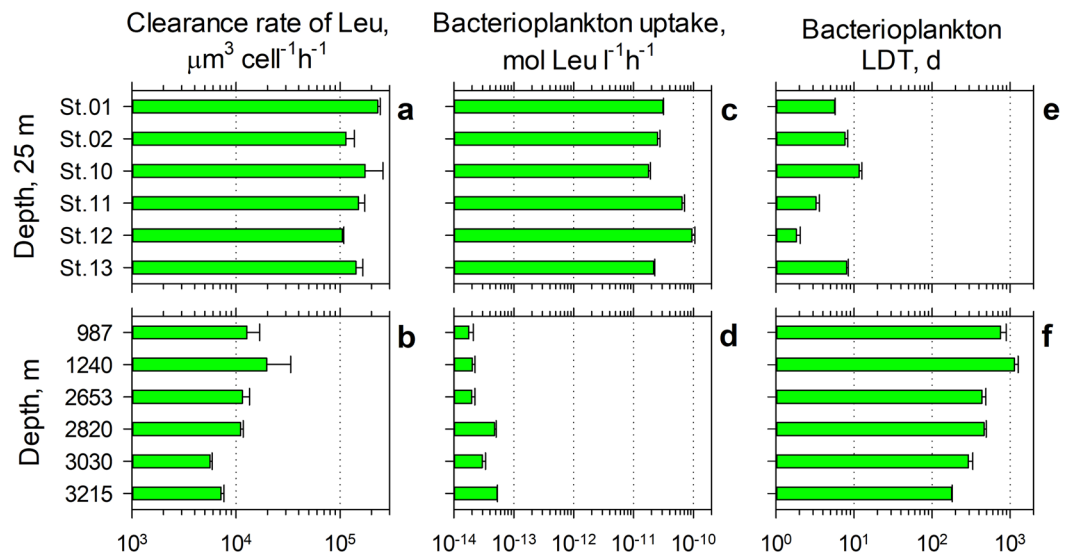 Clearance rate of Leu,
μm³ cell⁻¹h⁻¹
Bacterioplankton uptake,
mol Leu l⁻¹h⁻¹
Bacterioplankton
LDT, d
Depth, 25 m
St.01
St.02
St.10
St.11
St.12
St.13
a
c
e
Depth, m
987
1240
2653
2820
3030
3215
b
d
f
10³ 10⁴ 10⁵
10⁻¹⁴ 10⁻¹³ 10⁻¹² 10⁻¹¹ 10⁻¹⁰
10⁰ 10¹ 10² 10³